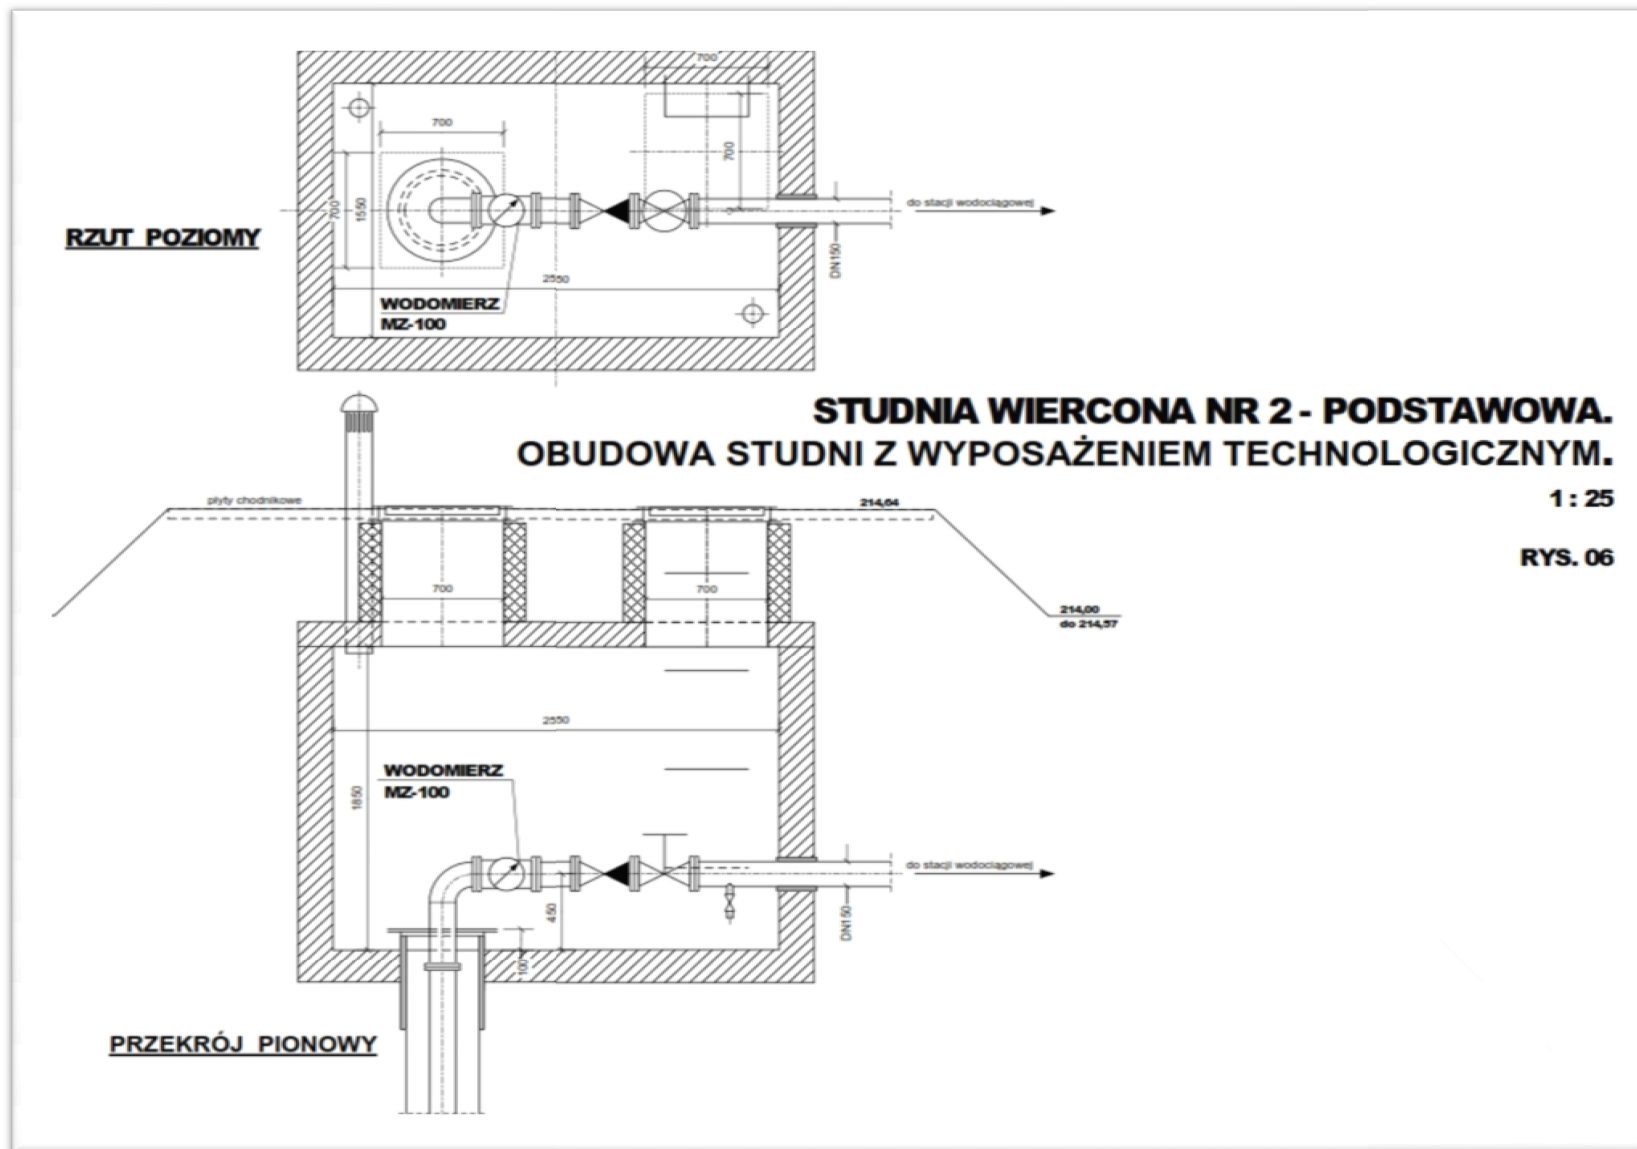 700
700
700
700
1550
do stacji wodociągowej
RZUT POZIOMY
DN150
2550
WODOMIERZ
MZ-100
STUDNIA WIERCONA NR 2 - PODSTAWOWA.
OBUDOWA STUDNI Z WYPOSAŻENIEM TECHNOLOGICZNYM.
1 : 25
RYS. 06
płyty chodnikowe
214,64
700
700
214,00
do 214,57
2550
WODOMIERZ
MZ-100
1850
do stacji wodociągowej
450
DN150
100
PRZEKRÓJ PIONOWY